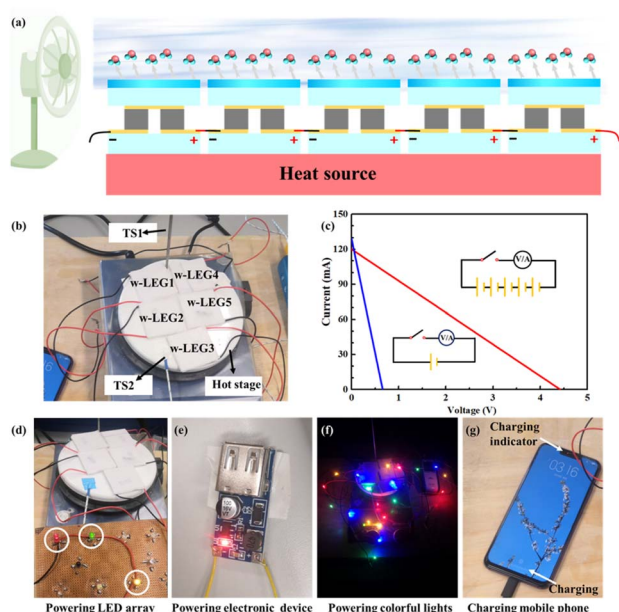 (a)
− + − + − + − + − +
Heat source
(b)
TS1
w-LEG4
w-LEG1
w-LEG5
w-LEG2
w-LEG3
TS2
Hot stage
(c)
Current (mA)
150
120
90
60
30
0
V/A
V/A
0 1 2 3 4 5
Voltage (V)
(d)
(e)
(f)
(g)
Charging
indicator
03:16
Charging
Powering LED array
Powering electronic device
Powering colorful lights
Charging mobile phone